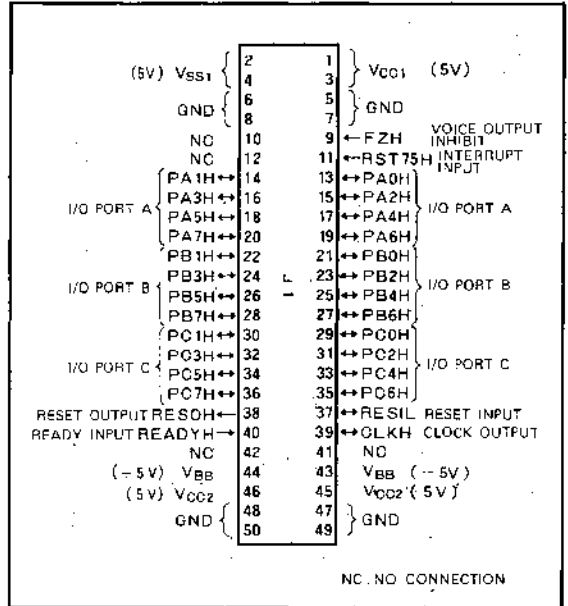 (5V) VSS1 { 2 1 } VCC1 (5V)
4 3
GND { 6 5 } GND
8 7
NC 10 9 ←FZH VOICE OUTPUT INHIBIT
NC 12 11 ←RST75H INTERRUPT INPUT
I/O PORT A { PA1H↔ 14 13 ↔PA0H } I/O PORT A
PA3H↔ 16 15 ↔PA2H
PA5H↔ 18 17 ↔PA4H
PA7H↔ 20 19 ↔PA6H
I/O PORT B { PB1H↔ 22 21 ↔PB0H } I/O PORT B
PB3H↔ 24 23 ↔PB2H
PB5H↔ 26 25 ↔PB4H
PB7H↔ 28 27 ↔PB6H
I/O PORT C { PC1H↔ 30 29 ↔PC0H } I/O PORT C
PC3H↔ 32 31 ↔PC2H
PC5H↔ 34 33 ↔PC4H
PC7H↔ 36 35 ↔PC6H
RESET OUTPUT RESOH← 38 37 ↔RESIL RESET INPUT
READY INPUT READYH→ 40 39 ↔CLKH CLOCK OUTPUT
NC 42 41 NC
(-5V) VBB 44 43 VBB (-5V)
(5V) VCC2 46 45 VCC2 (5V)
GND { 48 47 } GND
50 49
NC . NO CONNECTION